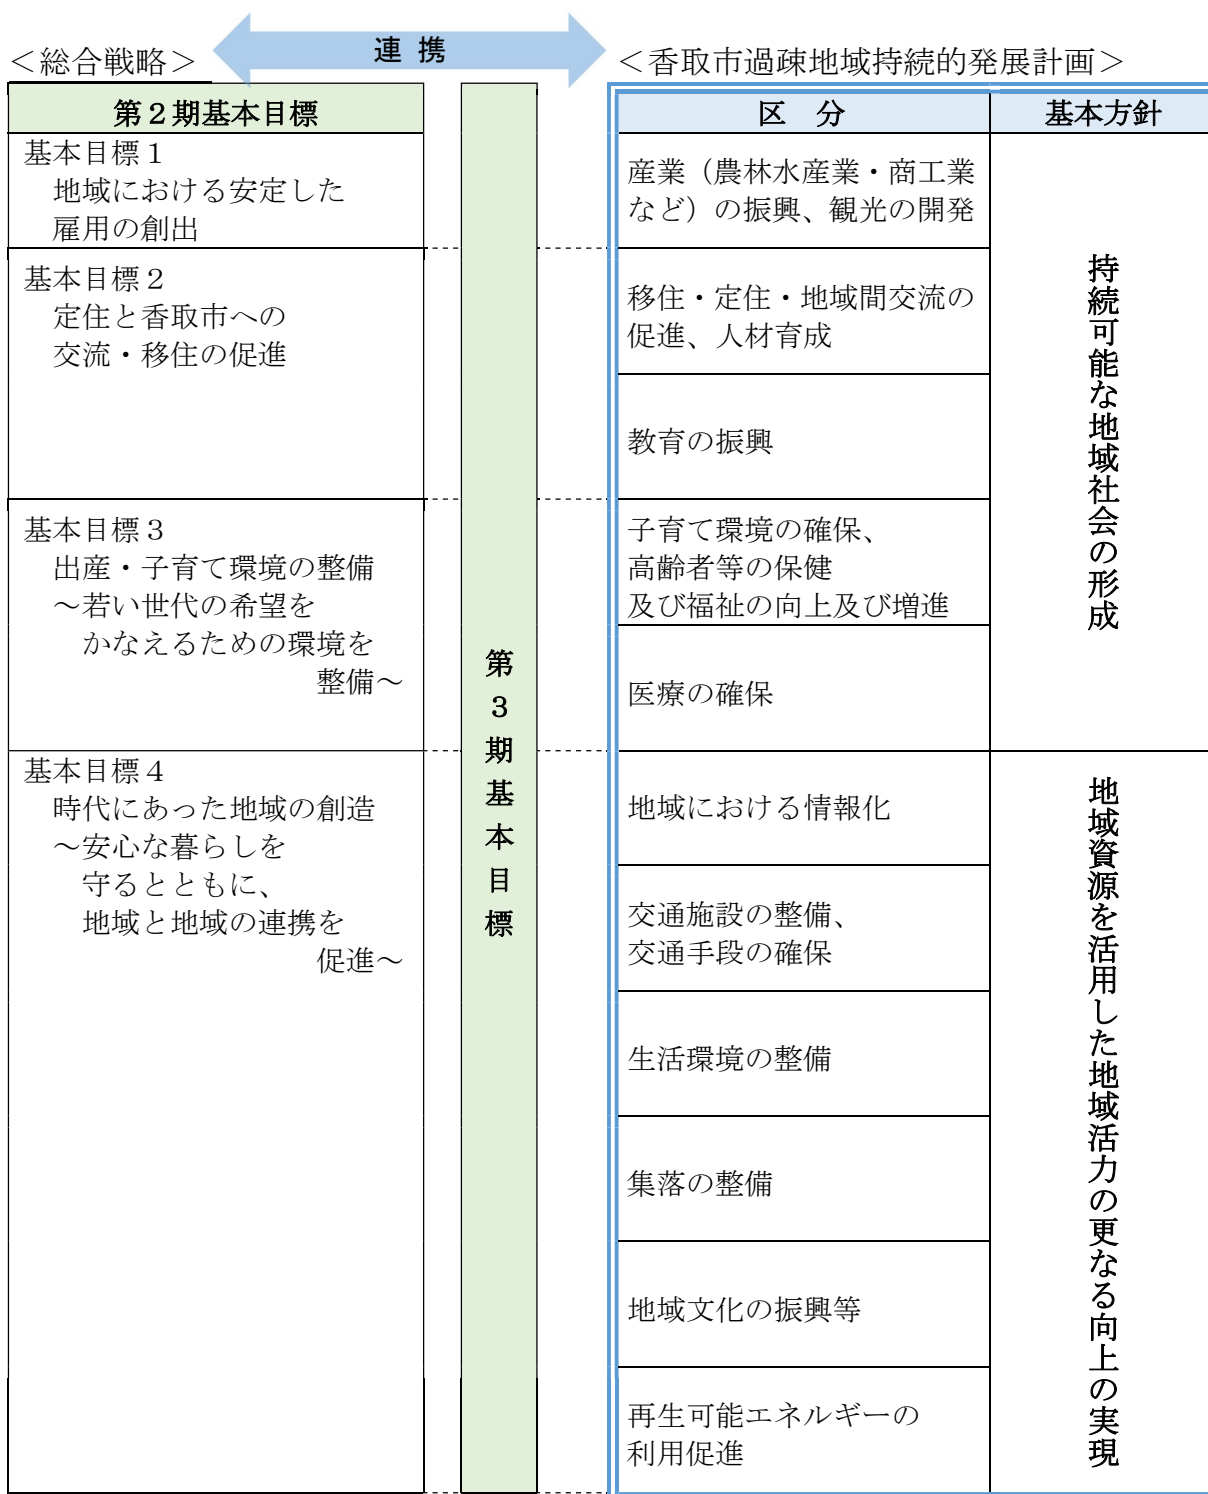 連 携
＜総合戦略＞
＜香取市過疎地域持続的発展計画＞
第２期基本目標
基本目標１
地域における安定した
雇用の創出
基本目標２
定住と香取市への
交流・移住の促進
基本目標３
出産・子育て環境の整備
～若い世代の希望を
かなえるための環境を
整備～
基本目標４
時代にあった地域の創造
～安心な暮らしを
守るとともに、
地域と地域の連携を
促進～
第３期基本目標
区　分
基本方針
産業（農林水産業・商工業
など）の振興、観光の開発
移住・定住・地域間交流の
促進、人材育成
教育の振興
子育て環境の確保、
高齢者等の保健
及び福祉の向上及び増進
医療の確保
持続可能な地域社会の形成
地域における情報化
交通施設の整備、
交通手段の確保
生活環境の整備
集落の整備
地域文化の振興等
再生可能エネルギーの
利用促進
地域資源を活用した地域活力の更なる向上の実現